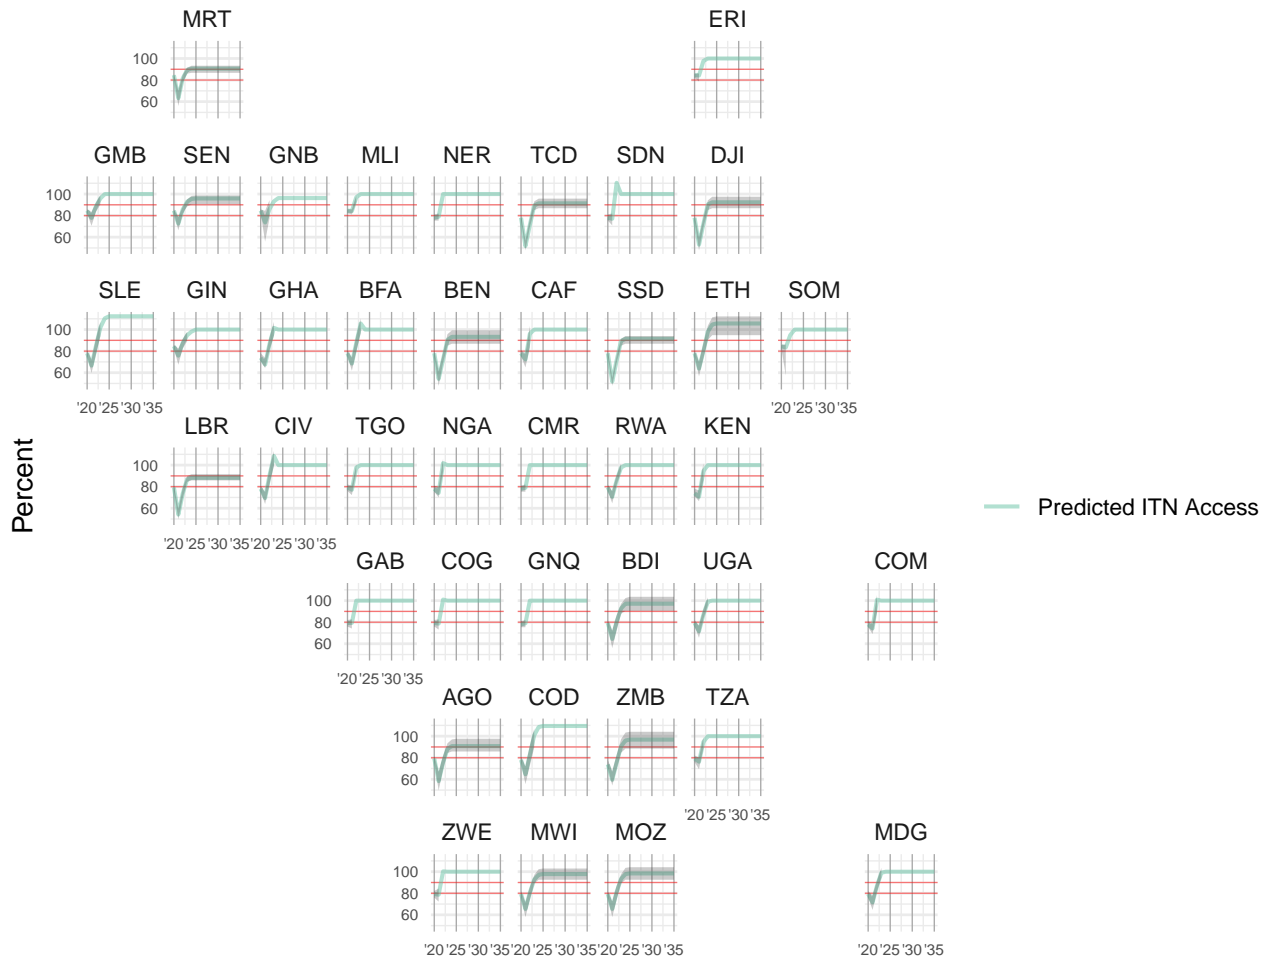 MRT ERI
100
80
60
GMB SEN GNB MLI NER TCD SDN DJI
100
80
60
SLE GIN GHA BFA BEN CAF SSD ETH SOM
100
80
60
'20 '25 '30 '35 '20 '25 '30 '35
LBR CIV TGO NGA CMR RWA KEN
100
80
60
'20 '25 '30 '35 '20 '25 '30 '35
Percent
Predicted ITN Access
GAB COG GNQ BDI UGA COM
100
80
60
'20 '25 '30 '35
AGO COD ZMB TZA
100
80
60
'20 '25 '30 '35
ZWE MWI MOZ MDG
100
80
60
'20 '25 '30 '35 '20 '25 '30 '35 '20 '25 '30 '35 '20 '25 '30 '35